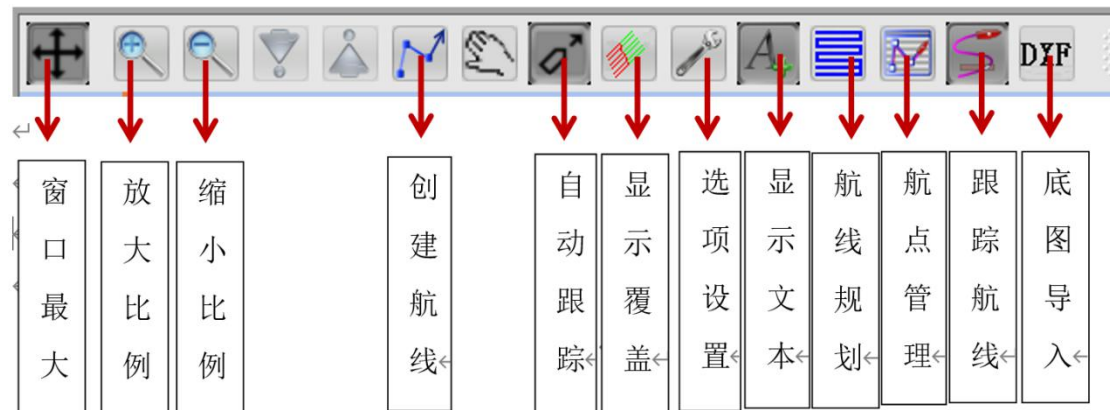 DXF
窗口最大
放大比例
缩小比例
创建航线
自动跟踪
显示覆盖
选项设置
显示文本
航线规划
航点管理
跟踪航线
底图导入